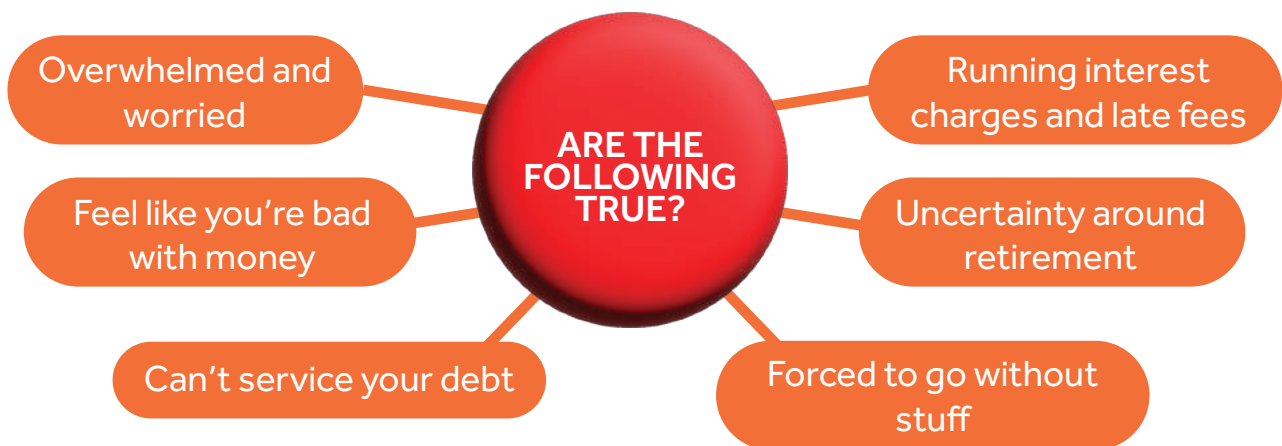 ARE THE
FOLLOWING
TRUE?
Overwhelmed and
worried
Feel like you’re bad
with money
Can’t service your debt
Running interest
charges and late fees
Uncertainty around
retirement
Forced to go without
stuff